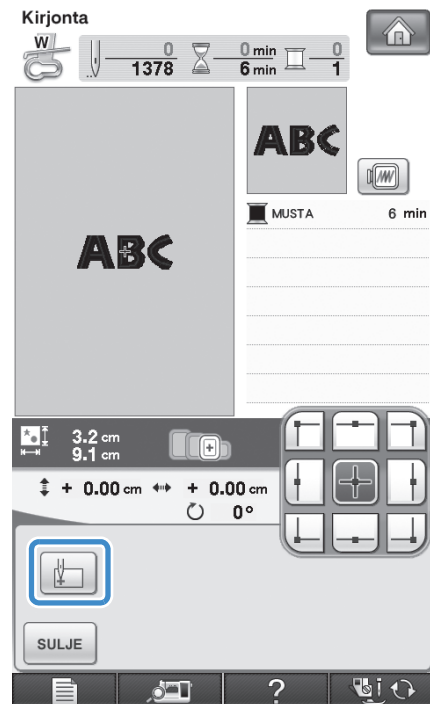 Kirjonta
W
0 0 min 0
1378 6 min 1
ABC
ABC
MUSTA 6 min
3.2 cm
9.1 cm
+ 0.00 cm + 0.00 cm
0°
SULJE
?